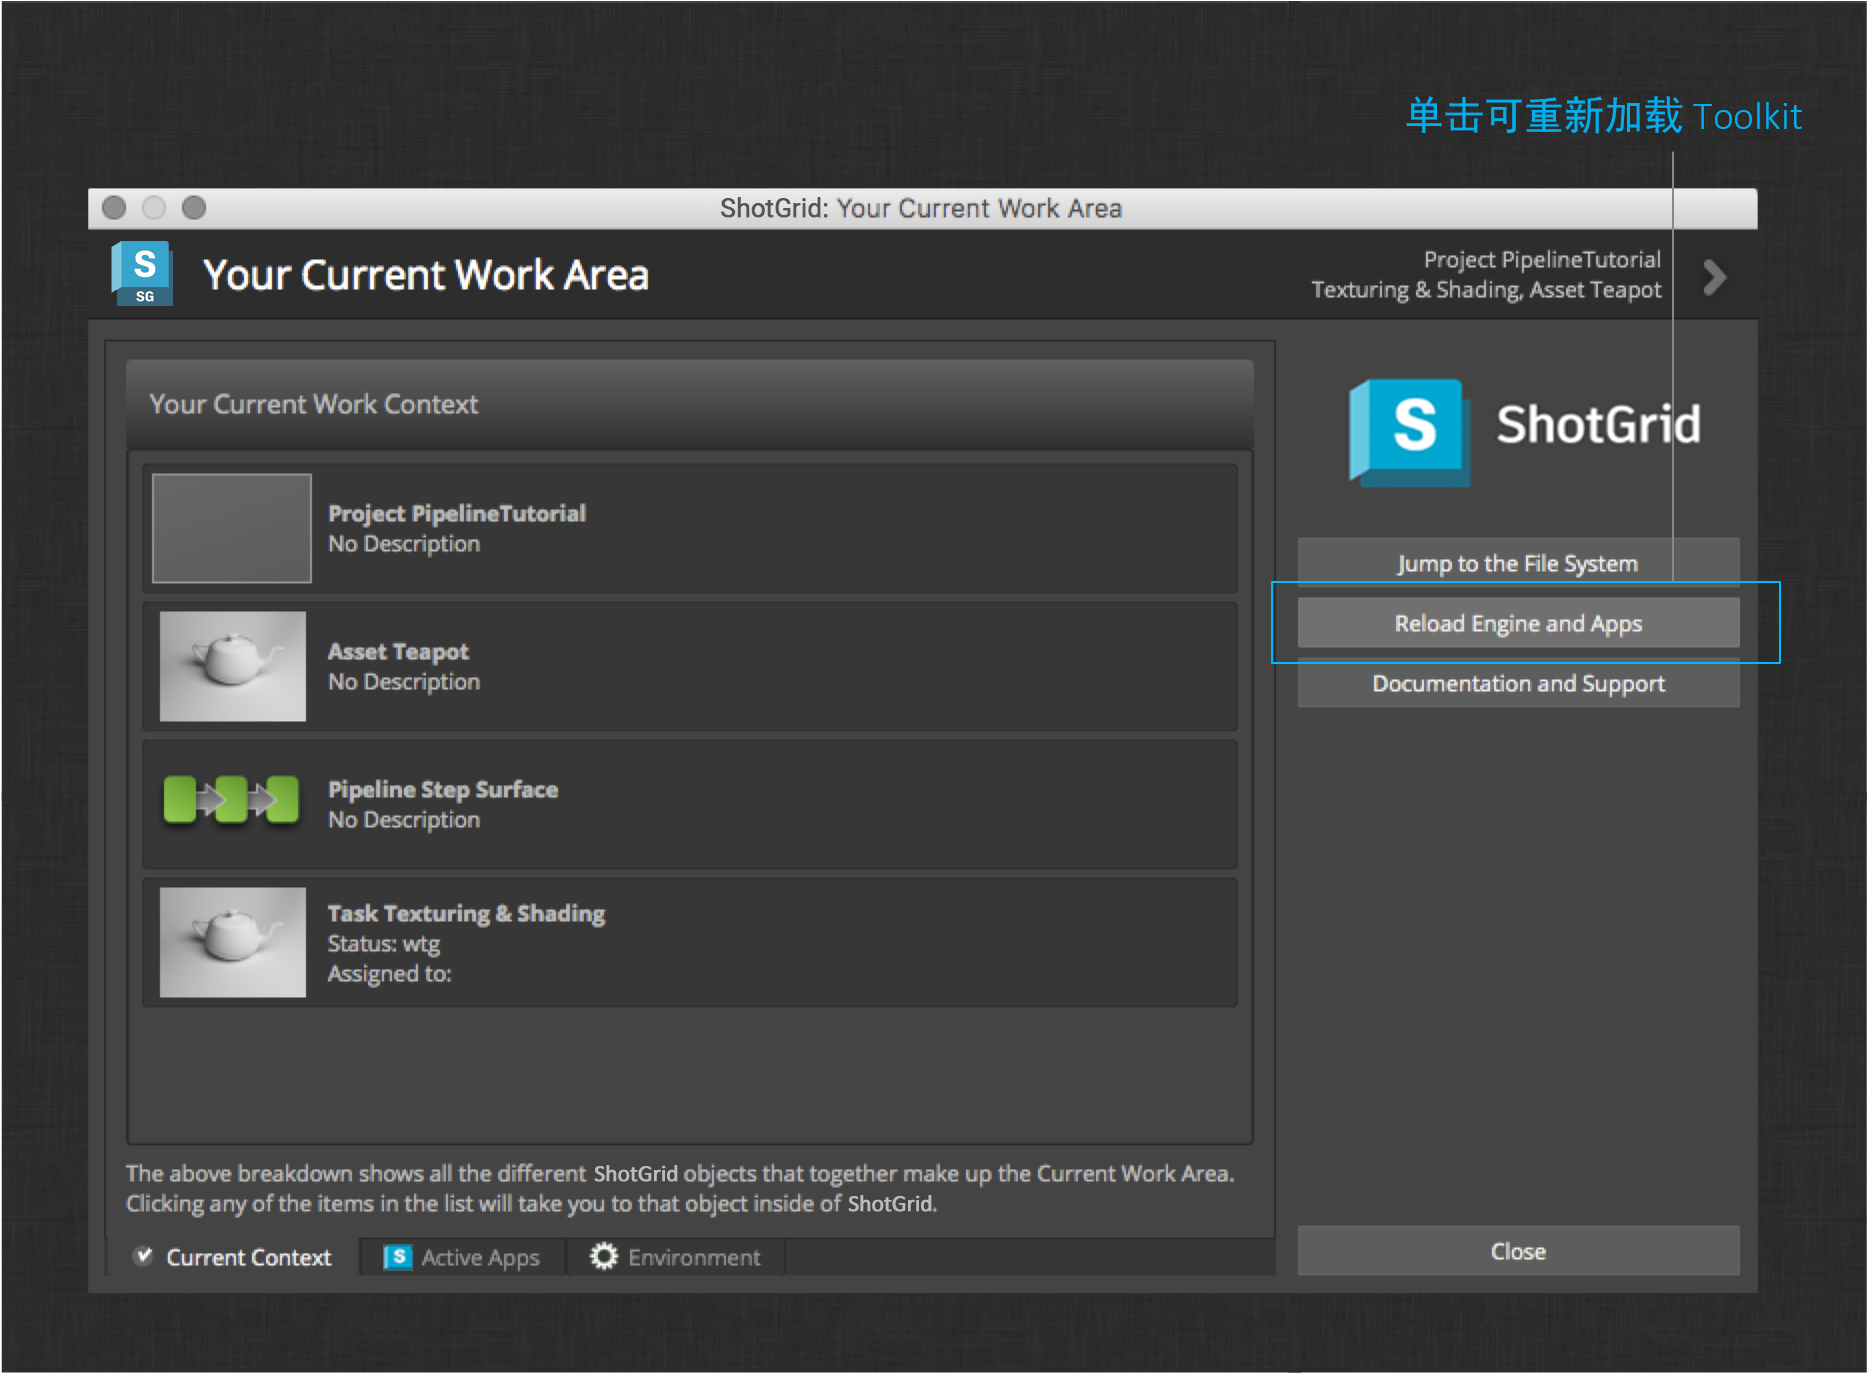 单击可重新加载 Toolkit
ShotGrid: Your Current Work Area
S
SG
Your Current Work Area
Project PipelineTutorial
Texturing & Shading, Asset Teapot
Your Current Work Context
Project PipelineTutorial
No Description
Asset Teapot
No Description
Pipeline Step Surface
No Description
Task Texturing & Shading
Status: wtg
Assigned to:
The above breakdown shows all the different ShotGrid objects that together make up the Current Work Area.
Clicking any of the items in the list will take you to that object inside of ShotGrid.
Current Context
S Active Apps
Environment
S ShotGrid
Jump to the File System
Reload Engine and Apps
Documentation and Support
Close